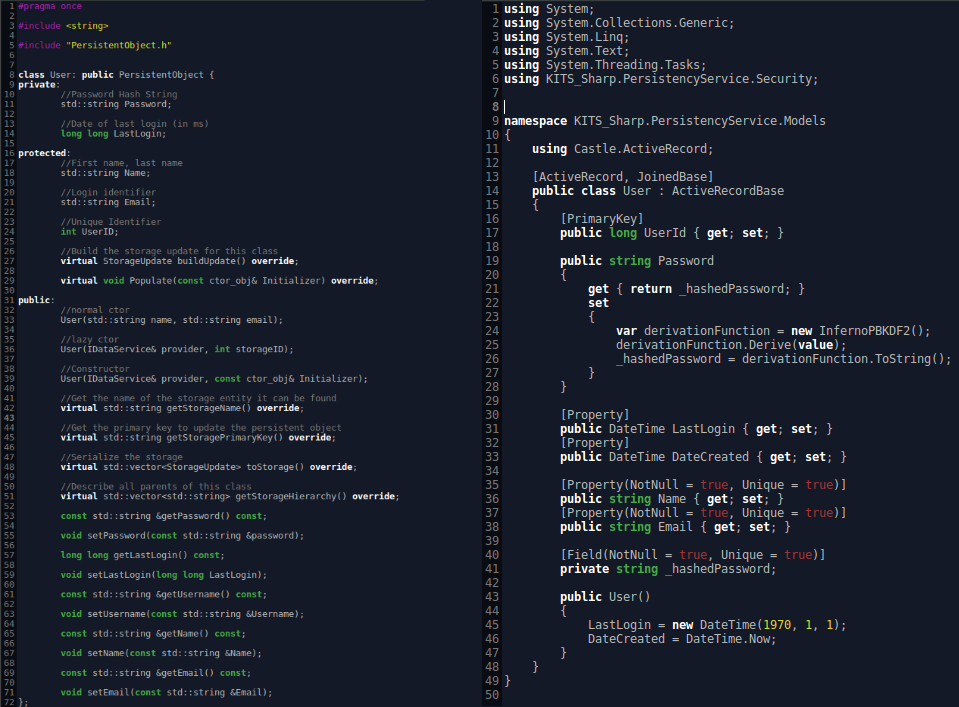 1 #pragma once
2
3 #include <string>
4
5 #include "PersistentObject.h"
6
7
8 class User: public PersistentObject {
9 private:
10 //Password Hash String
11 std::string Password;
12
13 //Date of last login (in ms)
14 long long LastLogin;
15
16 protected:
17 //First name, last name
18 std::string Name;
19
20 //Login identifier
21 std::string Email;
22
23 //Unique Identifier
24 int UserID;
25
26 //Build the storage update for this class
27 virtual StorageUpdate buildUpdate() override;
28
29 virtual void Populate(const ctor_obj& Initializer) override;
30
31 public:
32 //normal ctor
33 User(std::string name, std::string email);
34
35 //lazy ctor
36 User(IDataService& provider, int storageID);
37
38 //Constructor
39 User(IDataService& provider, const ctor_obj& Initializer);
40
41 //Get the name of the storage entity it can be found
42 virtual std::string getStorageName() override;
43
44 //Get the primary key to update the persistent object
45 virtual std::string getStoragePrimaryKey() override;
46
47 //Serialize the storage
48 virtual std::vector<StorageUpdate> toStorage() override;
49
50 //Describe all parents of this class
51 virtual std::vector<std::string> getStorageHierarchy() override;
52
53 const std::string &getPassword() const;
54
55 void setPassword(const std::string &password);
56
57 long long getLastLogin() const;
58
59 void setLastLogin(long long LastLogin);
60
61 const std::string &getUsername() const;
62
63 void setUsername(const std::string &Username);
64
65 const std::string &getName() const;
66
67 void setName(const std::string &Name);
68
69 const std::string &getEmail() const;
70
71 void setEmail(const std::string &Email);
72 };
1 using System;
2 using System.Collections.Generic;
3 using System.Linq;
4 using System.Text;
5 using System.Threading.Tasks;
6 using KITS_Sharp.PersistencyService.Security;
7
8
9 namespace KITS_Sharp.PersistencyService.Models
10 {
11 using Castle.ActiveRecord;
12
13 [ActiveRecord, JoinedBase]
14 public class User : ActiveRecordBase
15 {
16 [PrimaryKey]
17 public long UserId { get; set; }
18
19 public string Password
20 {
21 get { return _hashedPassword; }
22 set
23 {
24 var derivationFunction = new InfernoPBKDF2();
25 derivationFunction.Derive(value);
26 _hashedPassword = derivationFunction.ToString();
27 }
28 }
29
30 [Property]
31 public DateTime LastLogin { get; set; }
32 [Property]
33 public DateTime DateCreated { get; set; }
34
35 [Property(NotNull = true, Unique = true)]
36 public string Name { get; set; }
37 [Property(NotNull = true, Unique = true)]
38 public string Email { get; set; }
39
40 [Field(NotNull = true, Unique = true)]
41 private string _hashedPassword;
42
43 public User()
44 {
45 LastLogin = new DateTime(1970, 1, 1);
46 DateCreated = DateTime.Now;
47 }
48 }
49 }
50